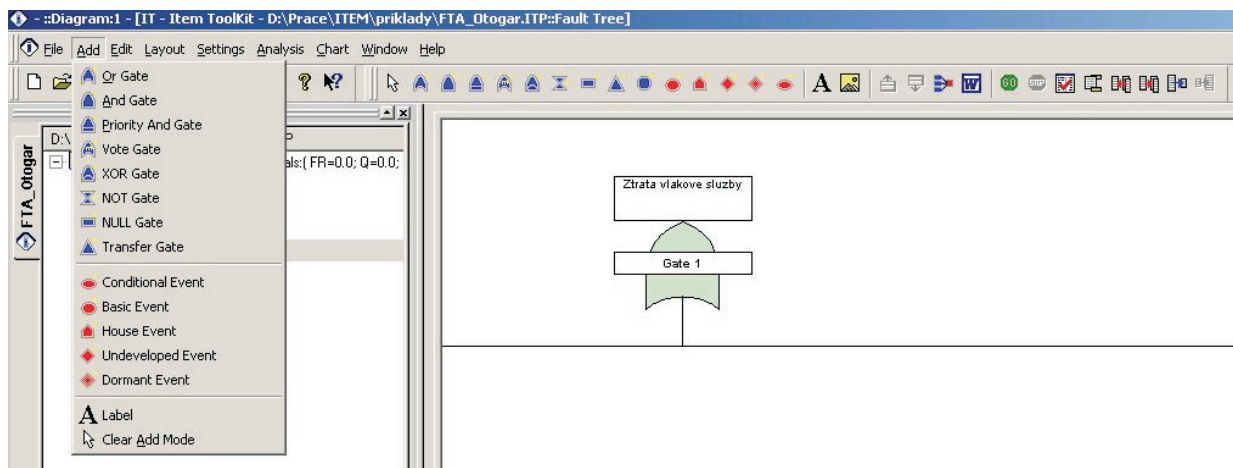 - ::Diagram:1 - [IT - Item ToolKit - D:\Prace\ITEM\priklady\FTA_Otogar.ITP::Fault Tree]
File Add Edit Layout Settings Analysis Chart Window Help
Or Gate
And Gate
Priority And Gate
Vote Gate
XOR Gate
NOT Gate
NULL Gate
Transfer Gate
Conditional Event
Basic Event
House Event
Undeveloped Event
Dormant Event
A Label
Clear Add Mode
? A W GO STOP
D:\
als:( FR=0.0; Q=0.0;
FTA_Otogar
Ztrata vlakove sluzby
Gate 1